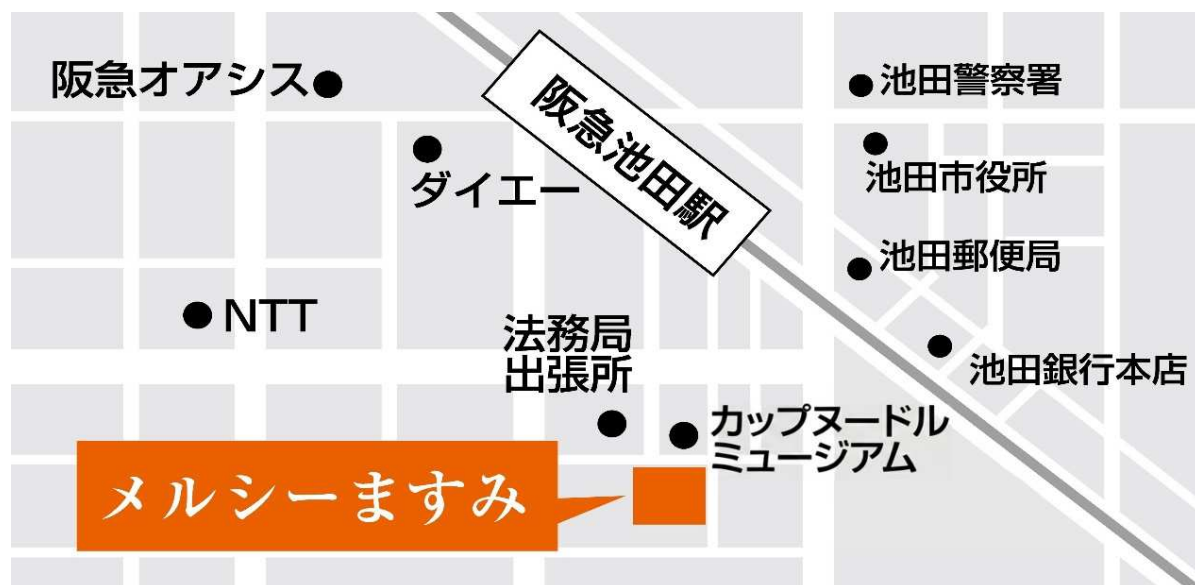 阪急オアシス
阪急池田駅
池田警察署
ダイエー
池田市役所
池田郵便局
NTT
法務局
出張所
池田銀行本店
カップヌードル
ミュージアム
メルシーますみ